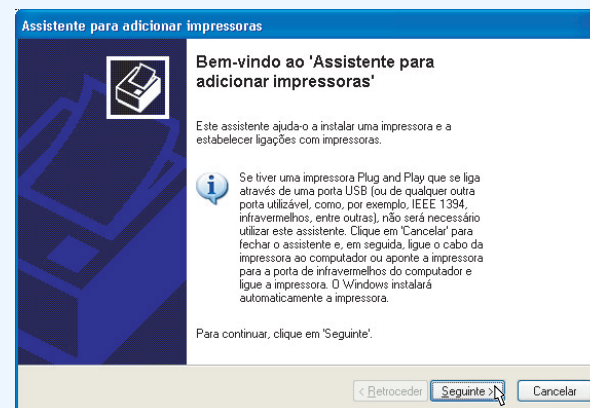 Assistente para adicionar impressoras
Bem-vindo ao 'Assistente para
adicionar impressoras'
Este assistente ajuda-o a instalar uma impressora e a
estabelecer ligações com impressoras.
Se tiver uma impressora Plug and Play que se liga
através de uma porta USB (ou de qualquer outra
porta utilizável, como, por exemplo, IEEE 1394,
infravermelhos, entre outras), não será necessário
utilizar este assistente. Clique em 'Cancelar' para
fechar o assistente e, em seguida, ligue o cabo da
impressora ao computador ou aponte a impressora
para a porta de infravermelhos do computador e
ligue a impressora. O Windows instalará
automaticamente a impressora.
Para continuar, clique em 'Seguinte'.
< Retroceder Seguinte > Cancelar